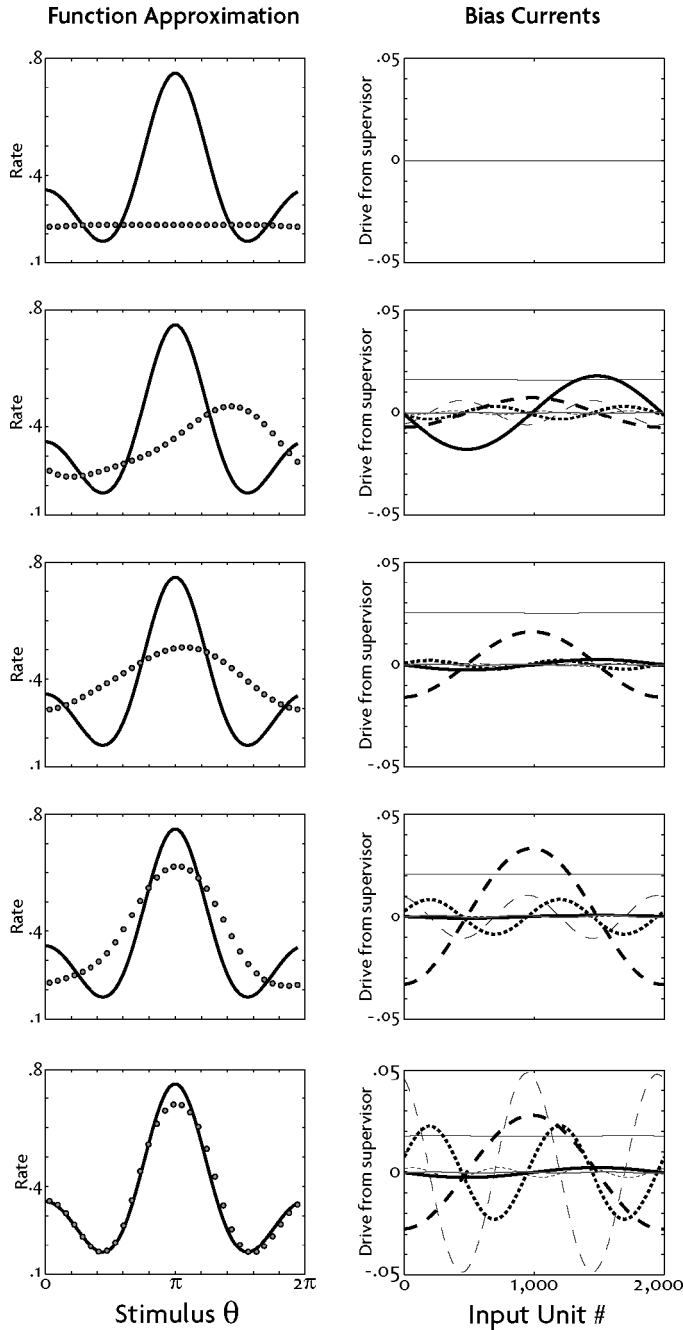 Function Approximation Bias Currents
.8 .05
Rate .4 Drive from supervisor 0
.1 -.05
.8 .05
Rate .4 Drive from supervisor 0
.1 -.05
.8 .05
Rate .4 Drive from supervisor 0
.1 -.05
.8 .05
Rate .4 Drive from supervisor 0
.1 -.05
.8 .05
Rate .4 Drive from supervisor 0
.1 -.05
0 π 2π 0 1,000 2,000
Stimulus θ Input Unit #